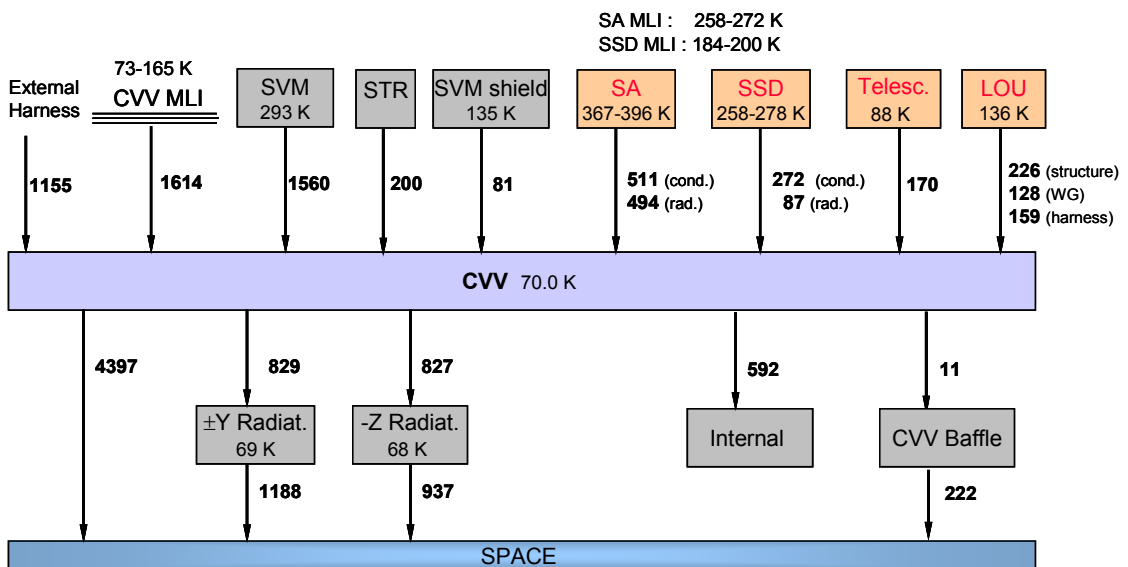 SA MLI : 258-272 K
SSD MLI : 184-200 K
External
Harness
73-165 K
CVV MLI
SVM
293 K
STR
SVM shield
135 K
SA
367-396 K
SSD
258-278 K
Telesc.
88 K
LOU
136 K
1155
1614
1560
200
81
511 (cond.)
494 (rad.)
272 (cond.)
87 (rad.)
170
226 (structure)
128 (WG)
159 (harness)
CVV 70.0 K
4397
829
827
592
11
±Y Radiat.
69 K
-Z Radiat.
68 K
Internal
CVV Baffle
1188
937
222
SPACE